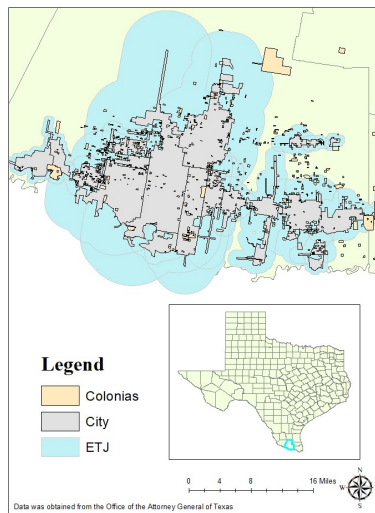 Legend
Colonias
City
ETJ
0 4 8 16 Miles
N
W E
S
Data was obtained from the Office of the Attorney General of Texas